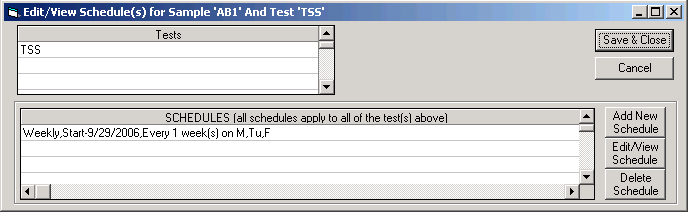 Edit/View Schedule(s) for Sample 'AB1' And Test 'TSS'
Tests
TSS
Save & Close
Cancel
SCHEDULES (all schedules apply to all of the test(s) above)
Weekly,Start-9/29/2006,Every 1 week(s) on M,Tu,F
Add New
Schedule
Edit/View
Schedule
Delete
Schedule